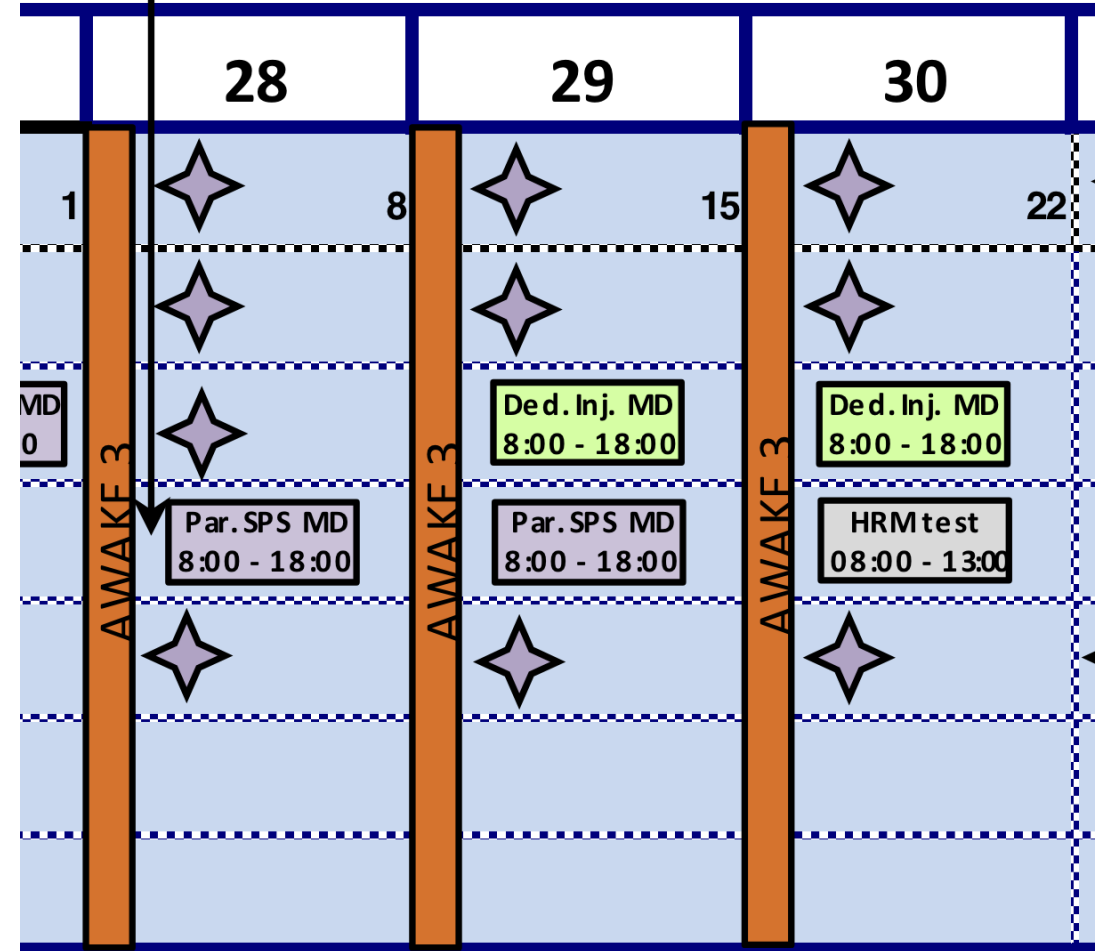 28
29
30
1
8
15
22
MD
0
Ded. Inj. MD
8:00 - 18:00
Ded. Inj. MD
8:00 - 18:00
Par. SPS MD
8:00 - 18:00
Par. SPS MD
8:00 - 18:00
HRM test
08:00 - 13:00
AWAKE 3
AWAKE 3
AWAKE 3